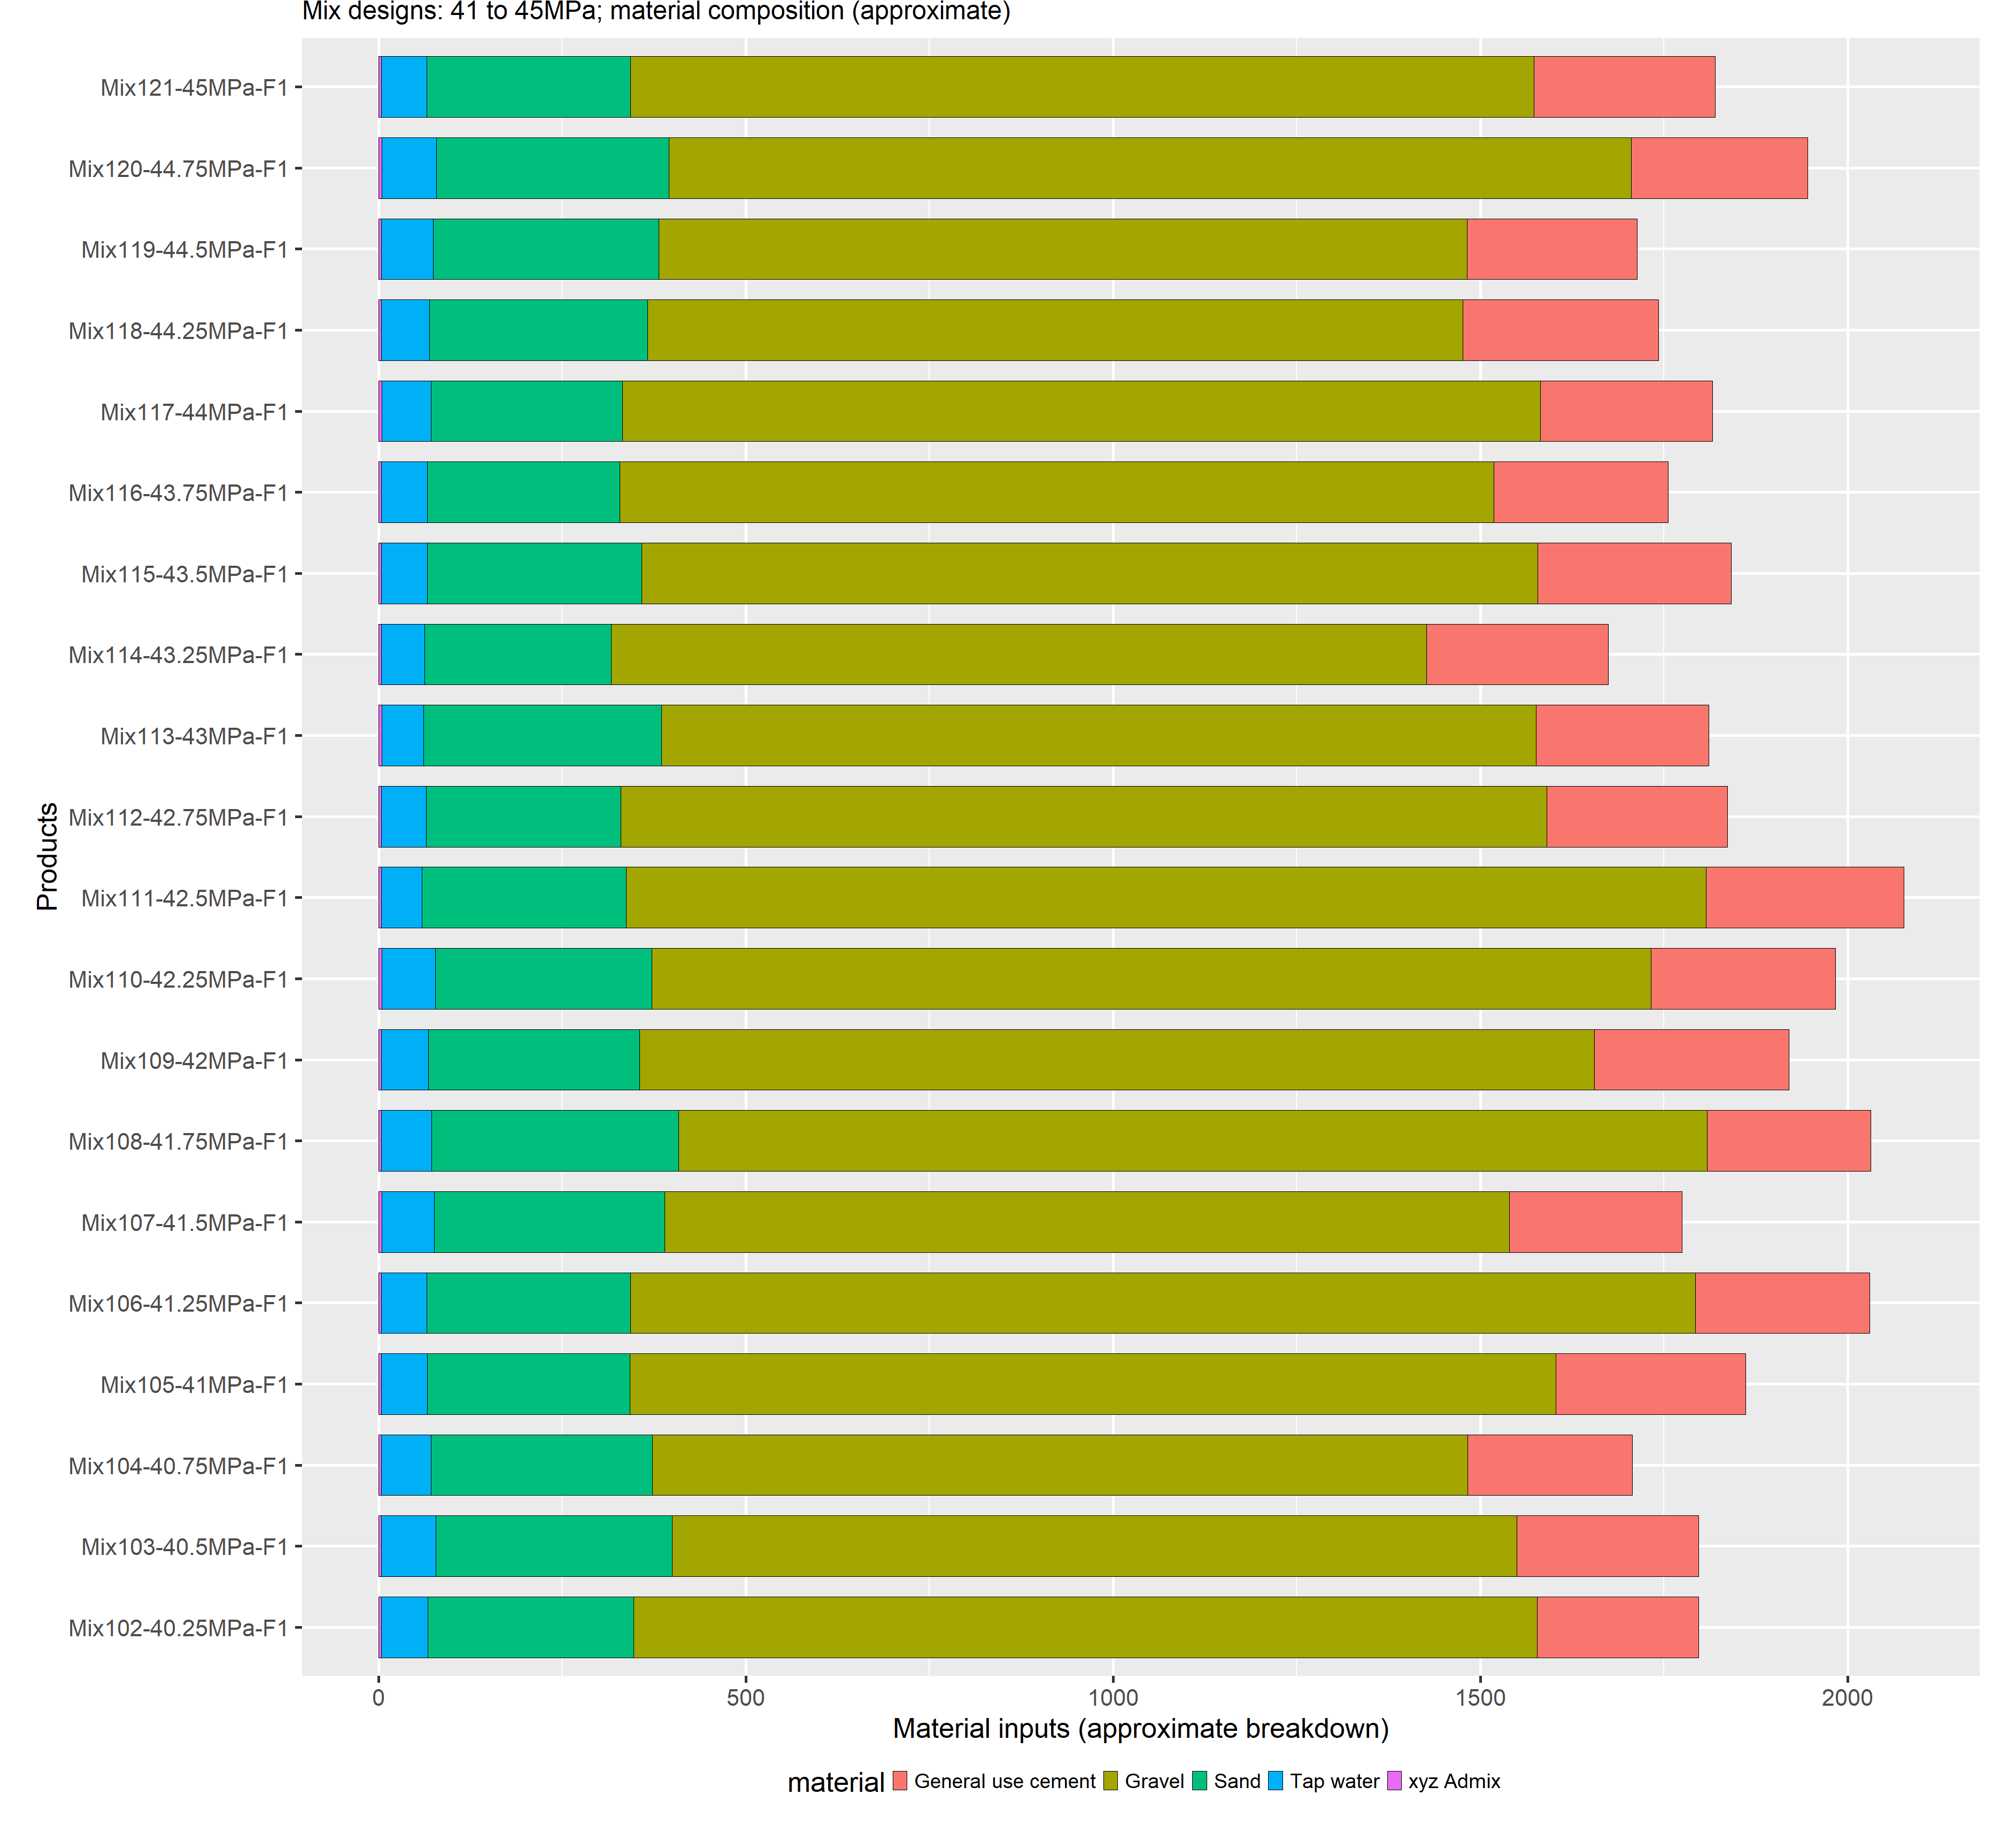 Mix designs: 41 to 45MPa; material composition (approximate)
Mix121-45MPa-F1
Mix120-44.75MPa-F1
Mix119-44.5MPa-F1
Mix118-44.25MPa-F1
Mix117-44MPa-F1
Mix116-43.75MPa-F1
Mix115-43.5MPa-F1
Mix114-43.25MPa-F1
Mix113-43MPa-F1
Mix112-42.75MPa-F1
Mix111-42.5MPa-F1
Mix110-42.25MPa-F1
Mix109-42MPa-F1
Mix108-41.75MPa-F1
Mix107-41.5MPa-F1
Mix106-41.25MPa-F1
Mix105-41MPa-F1
Mix104-40.75MPa-F1
Mix103-40.5MPa-F1
Mix102-40.25MPa-F1
Products
0 500 1000 1500 2000
Material inputs (approximate breakdown)
material General use cement Gravel Sand Tap water xyz Admix